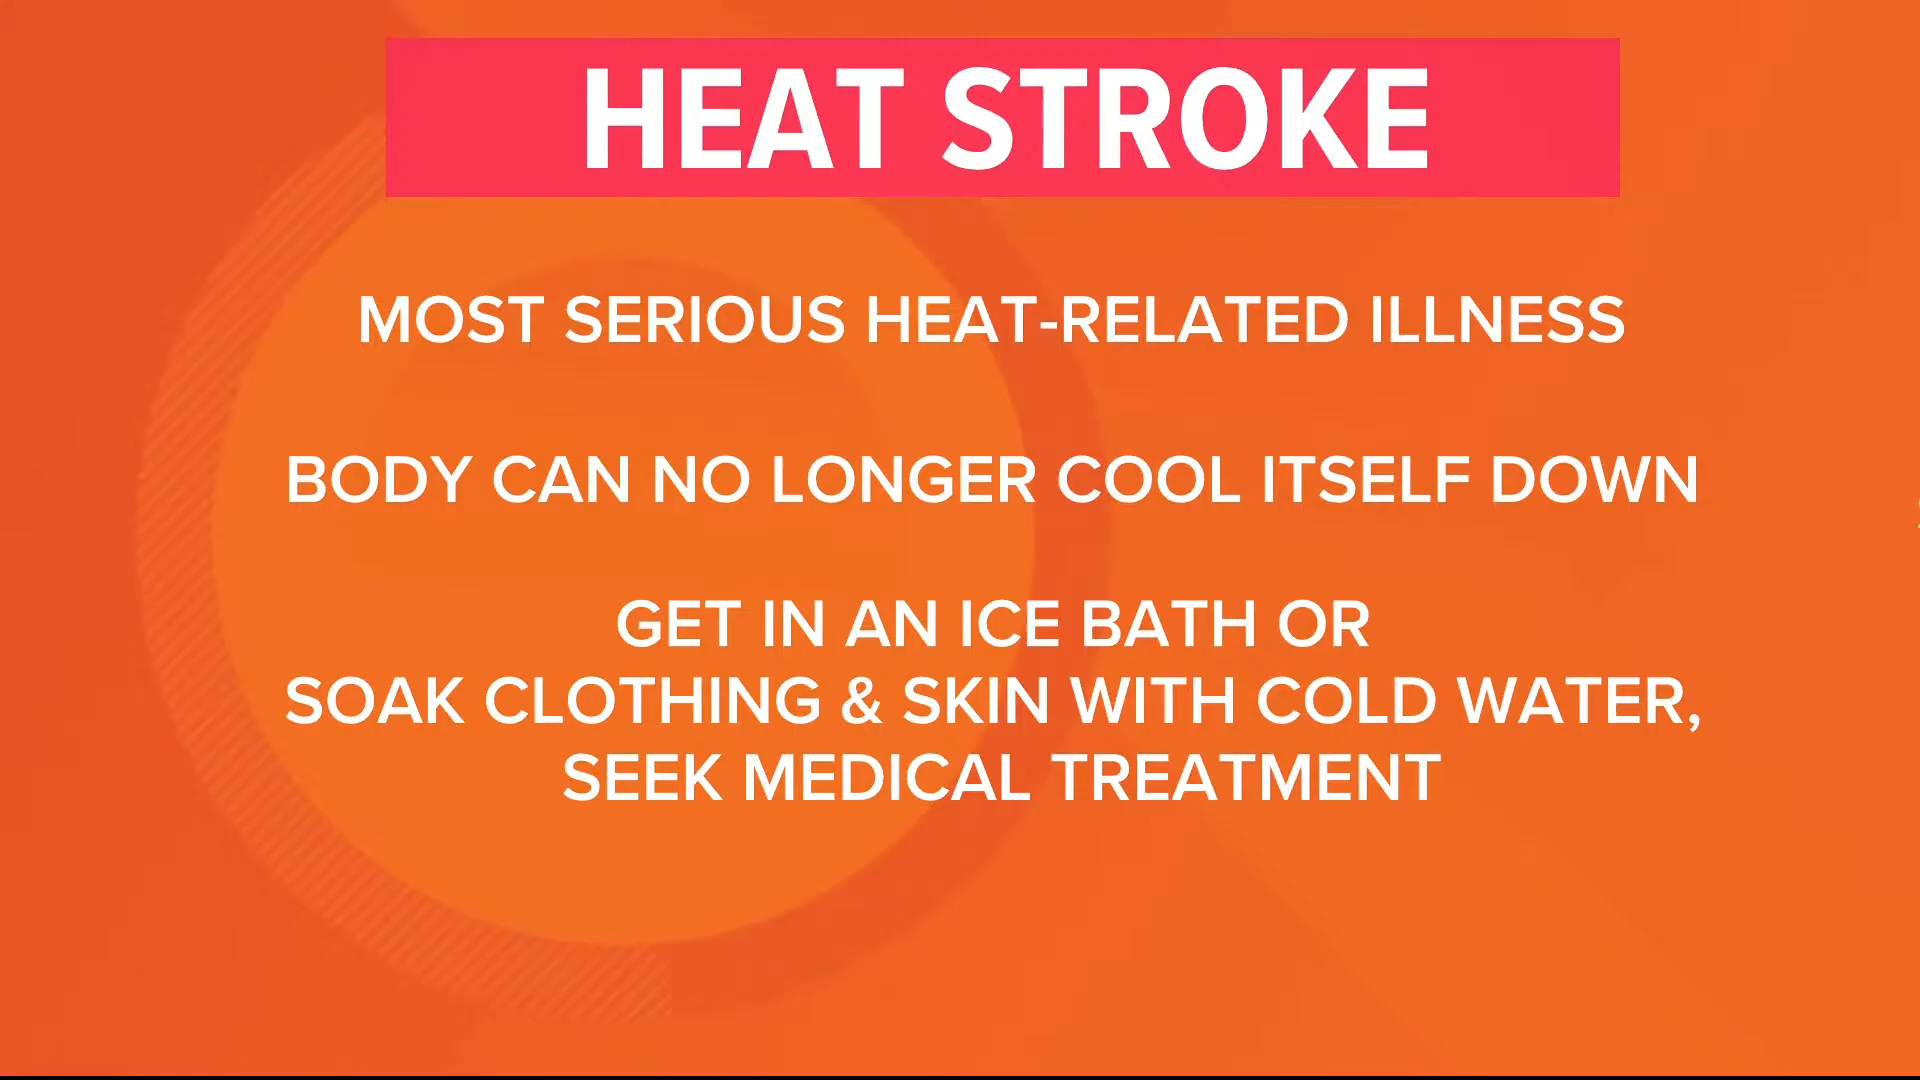 HEAT STROKE
MOST SERIOUS HEAT-RELATED ILLNESS
BODY CAN NO LONGER COOL ITSELF DOWN
GET IN AN ICE BATH OR
SOAK CLOTHING & SKIN WITH COLD WATER,
SEEK MEDICAL TREATMENT